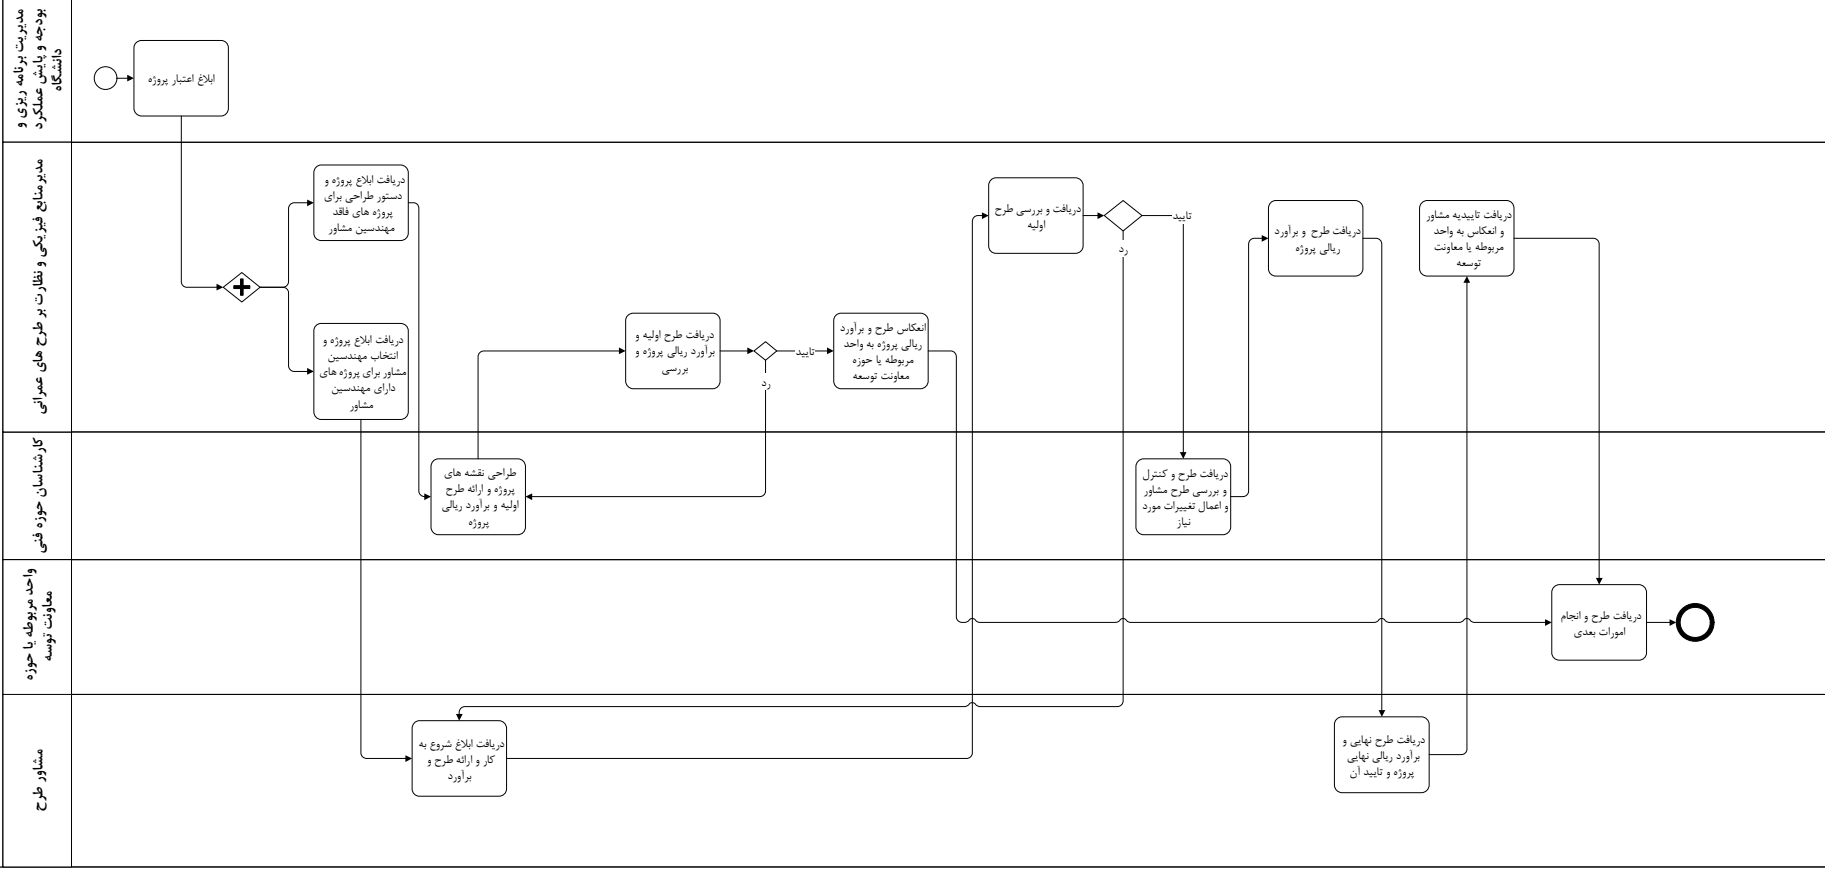 مدیریت برنامه ریزی و
بودجه و پایش عملکرد
دانشگاه
ابلاغ اعتبار پروژه
مدیرمنابع فیزیکی و نظارت بر طرح های عمرانی
دریافت ابلاغ پروژه و
دستور طراحی برای
پروژه های فاقد
مهندسین مشاور
دریافت ابلاغ پروژه و
انتخاب مهندسین
مشاور برای پروژه های
دارای مهندسین
مشاور
دریافت طرح اولیه و
برآورد ریالی پروژه و
بررسی
تایید
رد
انعکاس طرح و برآورد
ریالی پروژه به واحد
مربوطه یا حوزه
معاونت توسعه
دریافت و بررسی طرح
اولیه
تایید
رد
دریافت طرح و برآورد
ریالی پروژه
دریافت تاییدیه مشاور
و انعکاس به واحد
مربوطه یا معاونت
توسعه
کارشناسان حوزه فنی
طراحی نقشه های
پروژه و ارائه طرح
اولیه و برآورد ریالی
پروژه
دریافت طرح و کنترل
و بررسی طرح مشاور
و اعمال تغییرات مورد
نیاز
واحد مربوطه یا حوزه
معاونت توسه
دریافت طرح و انجام
امورات بعدی
مشاور طرح
دریافت ابلاغ شروع به
کار و ارائه طرح و
برآورد
دریافت طرح نهایی و
برآورد ریالی نهایی
پروژه و تایید آن